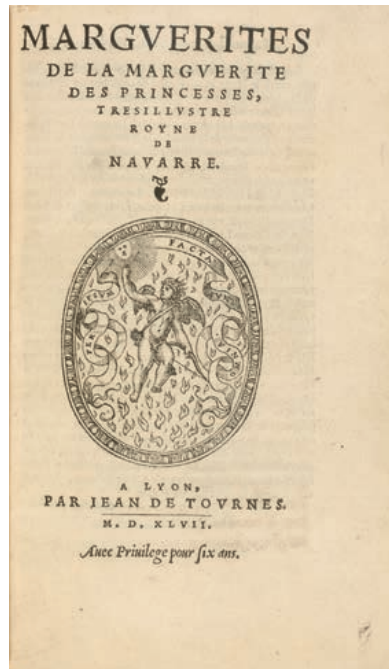 MARGVERITES
DE LA MARGVERITE
DES PRINCESSES,
TRESILLVSTRE
ROYNE
DE
NAVARRE.
FACTA
A LYON,
PAR IEAN DE TOVRNES.
M. D. XLVII.
Auec Priuilege pour ſix ans.